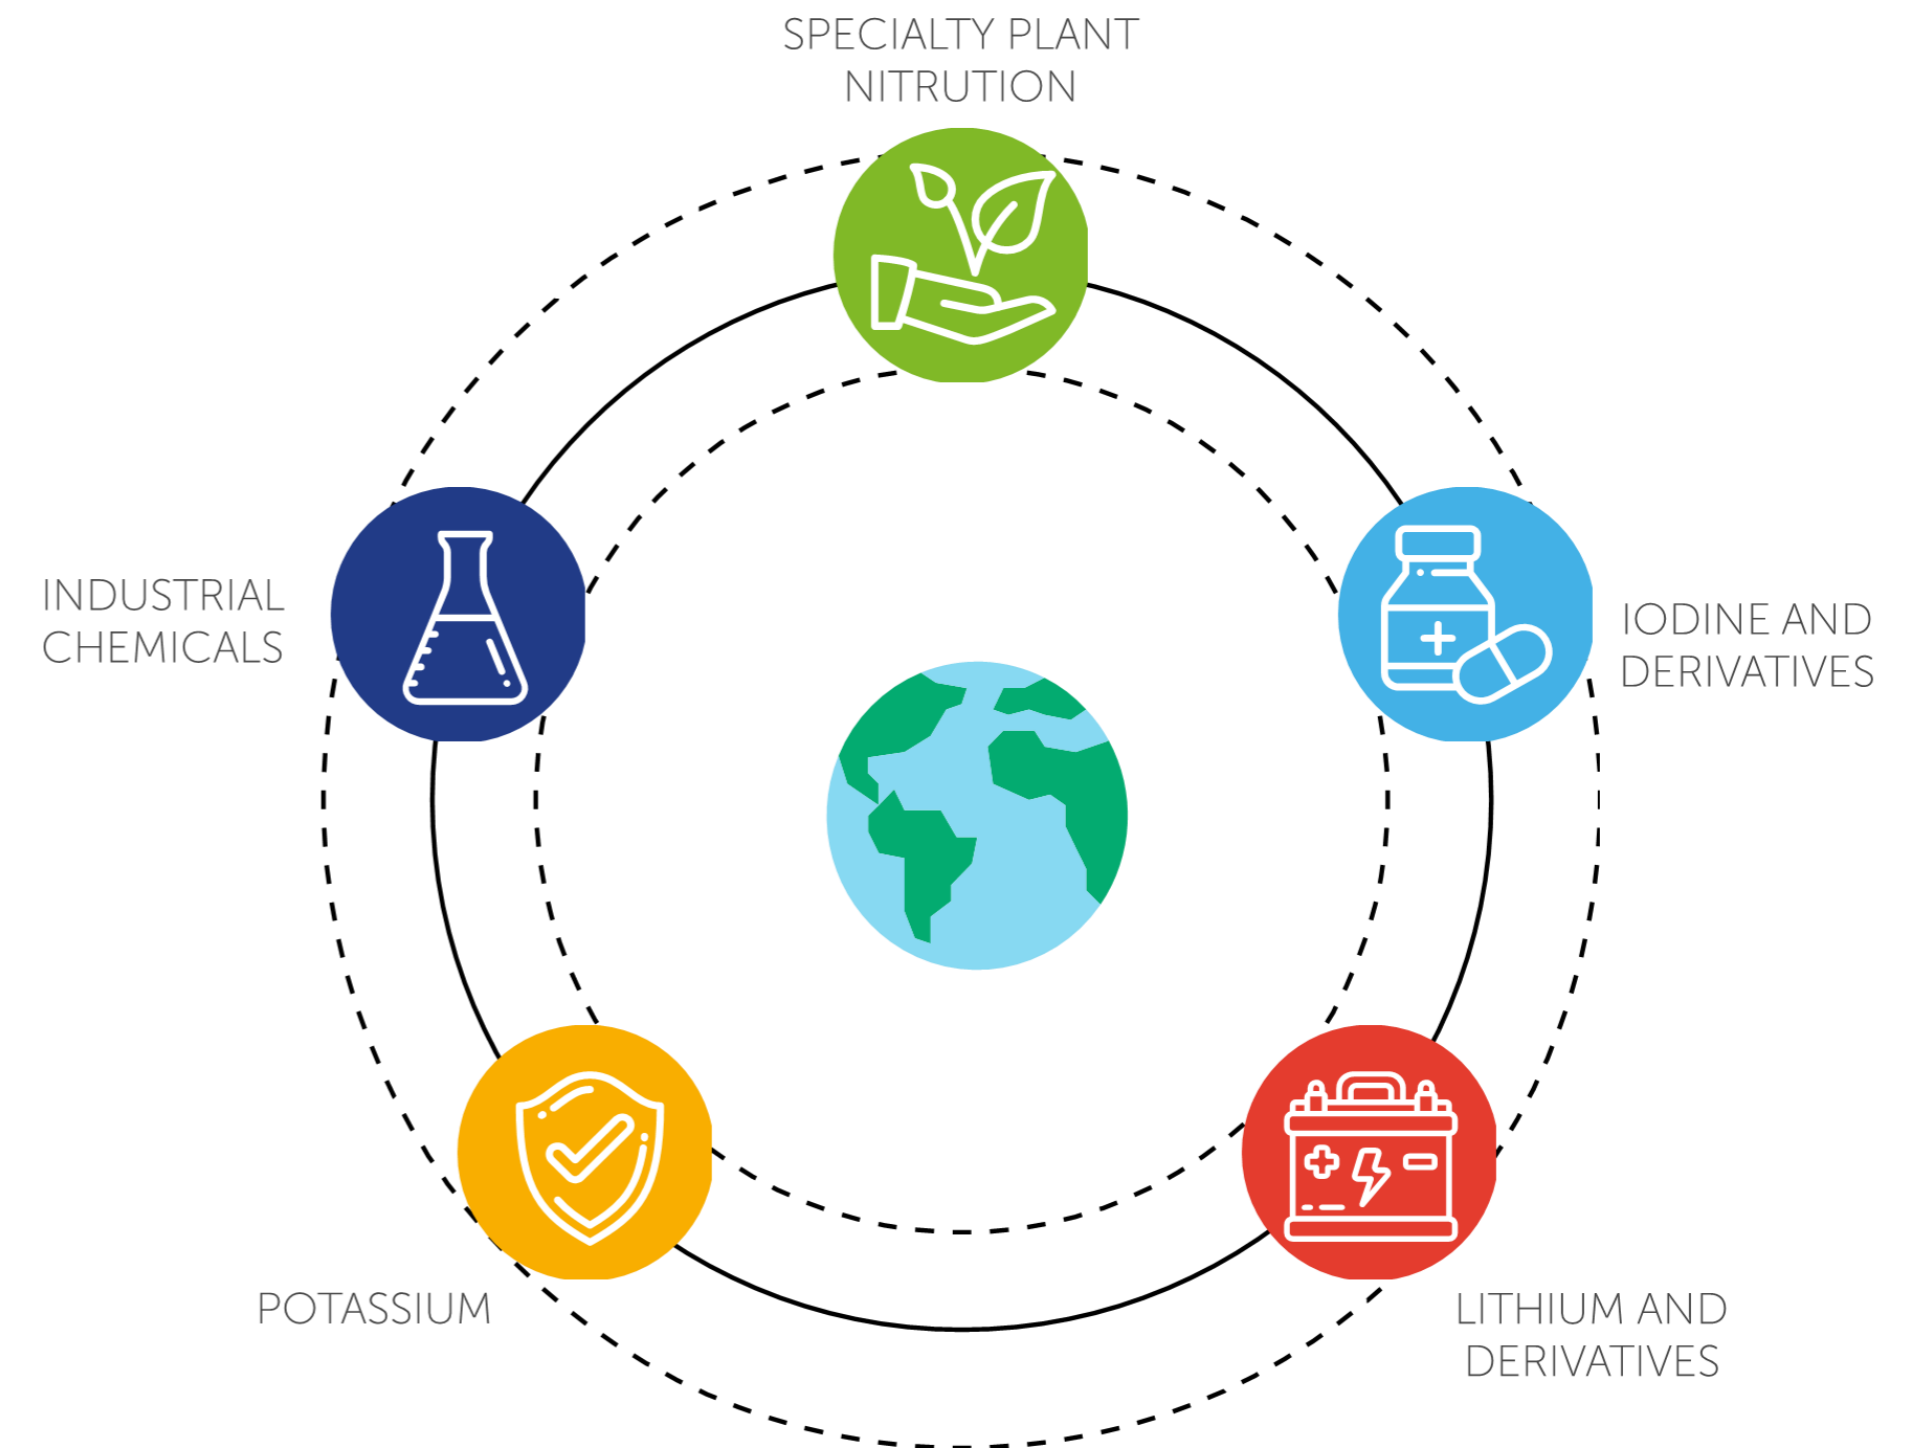 SPECIALTY PLANT
NITRUTION
INDUSTRIAL
CHEMICALS
IODINE AND
DERIVATIVES
POTASSIUM
LITHIUM AND
DERIVATIVES